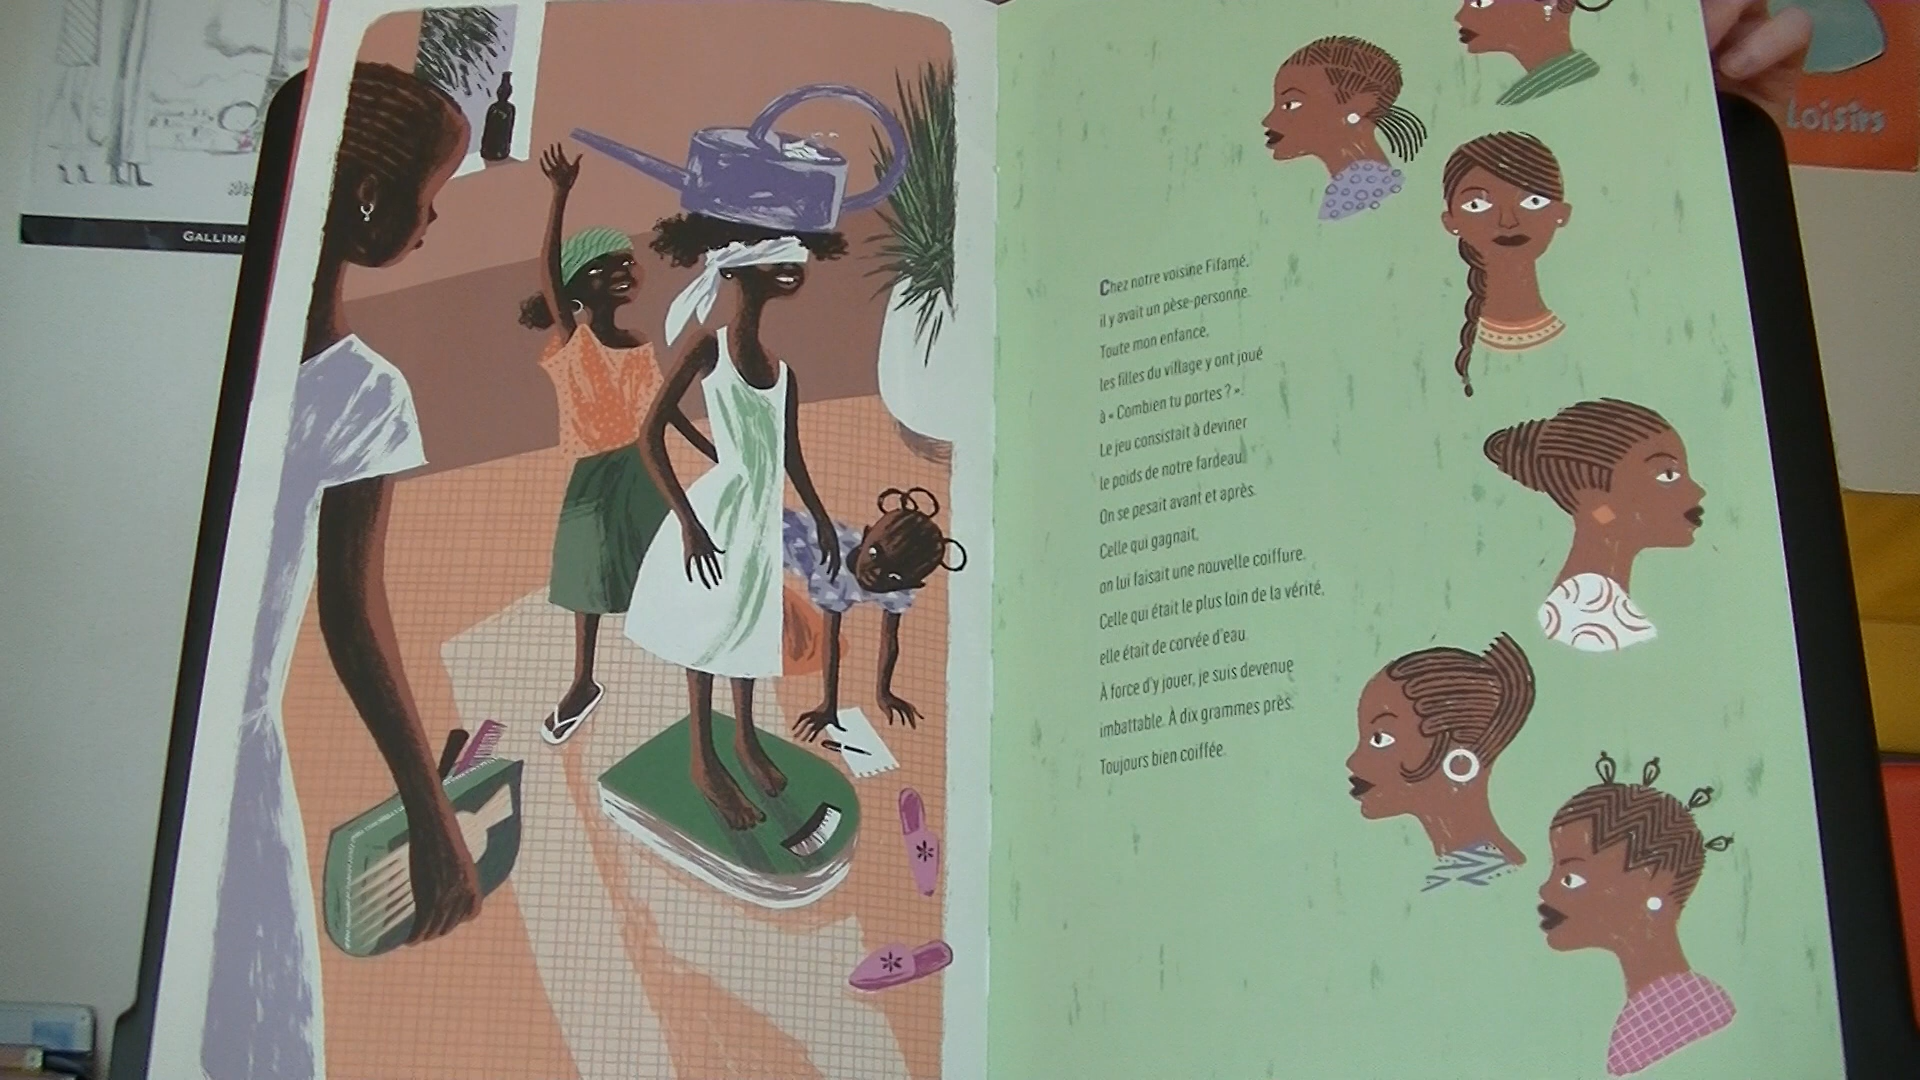 GALLIMA
Loisirs
Chez notre voisine Fifamé,
il y avait un pèse-personne.
Toute mon enfance,
les filles du village y ont joué
à « Combien tu portes ? ».
Le jeu consistait à deviner
le poids de notre fardeau.
On se pesait avant et après.
Celle qui gagnait,
on lui faisait une nouvelle coiffure.
Celle qui était le plus loin de la vérité,
elle était de corvée d'eau.
À force d'y jouer, je suis devenue
imbattable. À dix grammes près.
Toujours bien coiffée.